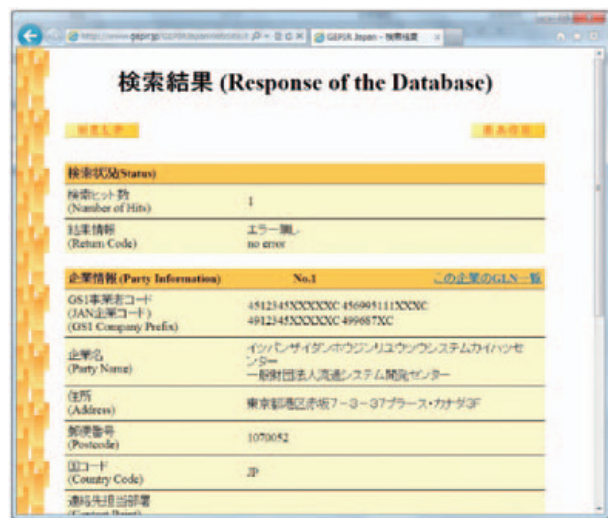 GEPIR Japan - 検索結果
検索結果 (Response of the Database)
検索状況(Status)
検索ヒット数
(Number of Hits)
1
結果情報
(Return Code)
エラー無し
no error
企業情報 (Party Information)
No.1
この企業のGLN一覧
GS1事業者コード
(JAN企業コード)
(GS1 Company Prefix)
4512345XXXXXC 456995111XXXC
4912345XXXXXC 499687XC
企業名
(Party Name)
イッパンザイダンホウジンリユウツウシステムカイハツセ
ンター
一般財団法人流通システム開発センター
住所
(Address)
東京都港区赤坂7-3-37プラース・カナダ3F
郵便番号
(Postcode)
1070052
国コード
(Country Code)
JP
連絡先担当部署
(Contact Point)